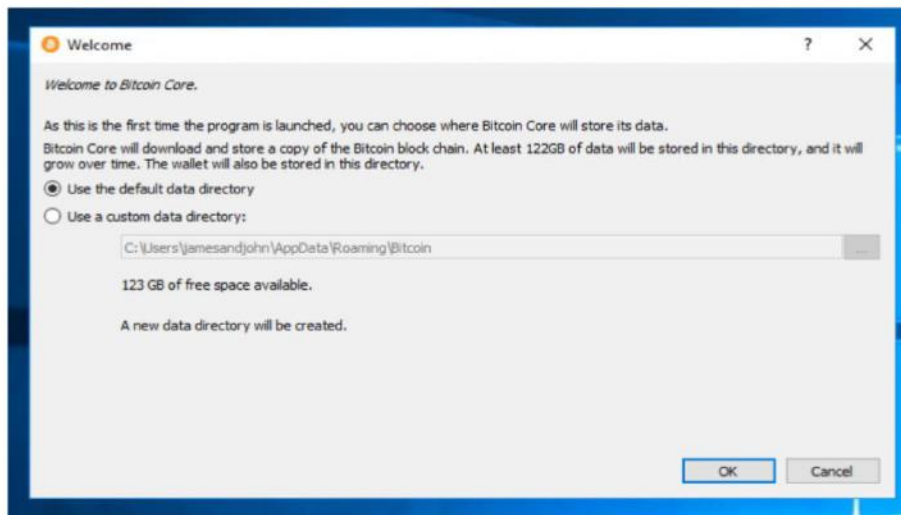 Welcome
Welcome to Bitcoin Core.
As this is the first time the program is launched, you can choose where Bitcoin Core will store its data.
Bitcoin Core will download and store a copy of the Bitcoin block chain. At least 122GB of data will be stored in this directory, and it will
grow over time. The wallet will also be stored in this directory.
Use the default data directory
Use a custom data directory:
C:\Users\jamesandjohn\AppData\Roaming\Bitcoin
...
123 GB of free space available.
A new data directory will be created.
OK Cancel